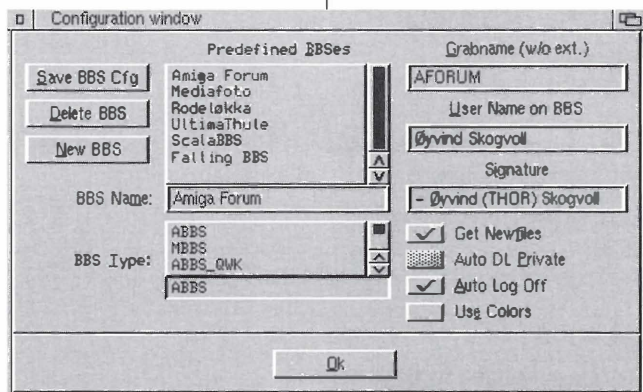 Configuration window
Predefined BBSes
Save BBS Cfg
Delete BBS
New BBS
Amiga Forum
Mediafoto
Rodeløkka
UltimaThule
ScalaBBS
Falling BBS
BBS Name:
Amiga Forum
BBS Type:
ABBS
MBBS
ABBS_QWK
ABBS
Grabname (w/o ext.)
AFORUM
User Name on BBS
Øyvind Skogvoll
Signature
- Øyvind (THOR) Skogvoll
Get Newfiles
Auto DL Private
Auto Log Off
Use Colors
Ok